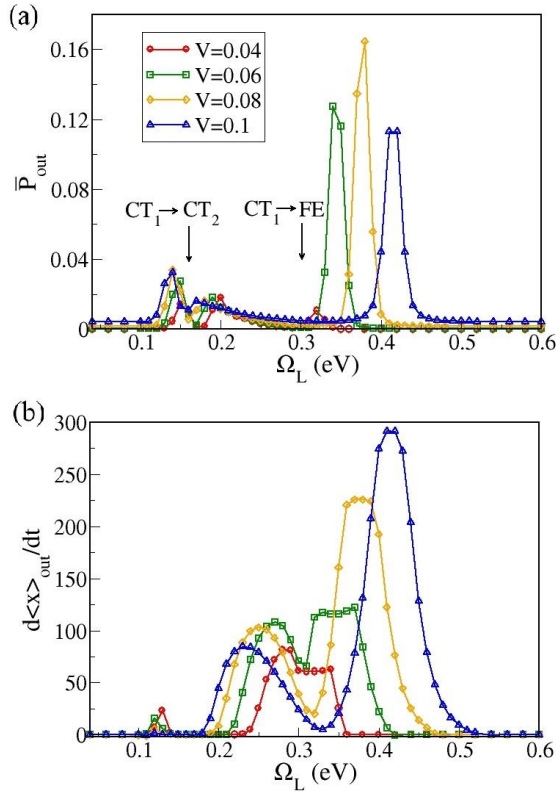 (a)
0.16
0.12
0.08
0.04
0
P̅out
V=0.04
V=0.06
V=0.08
V=0.1
CT1→CT2
CT1→FE
0.1 0.2 0.3 0.4 0.5 0.6
ΩL (eV)
(b)
300
250
200
150
100
50
0
d<x>out/dt
0.1 0.2 0.3 0.4 0.5 0.6
ΩL (eV)